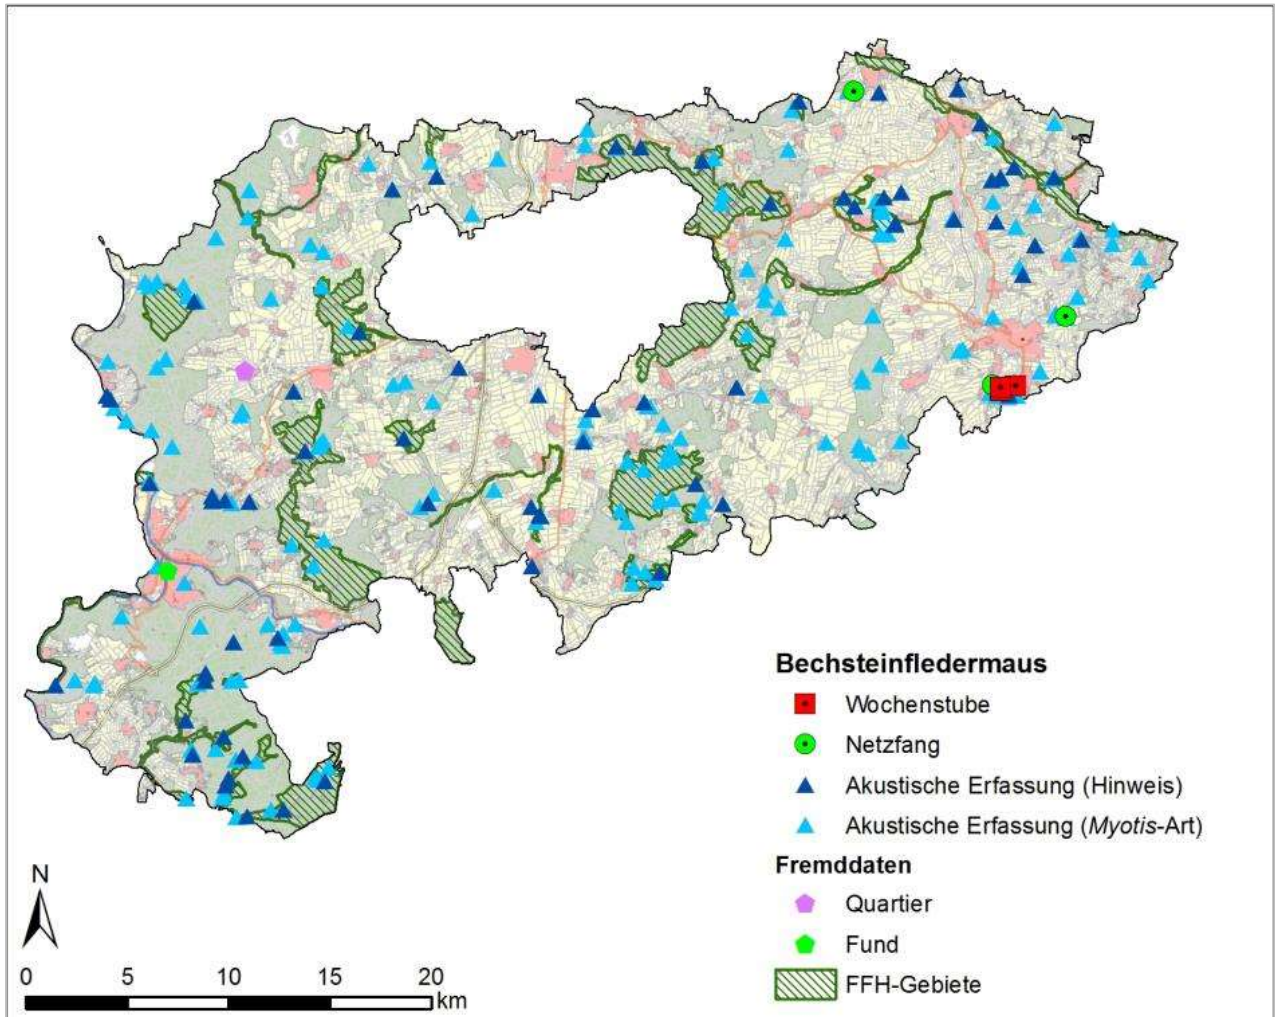 Bechsteinfledermaus
Wochenstube
Netzfang
Akustische Erfassung (Hinweis)
Akustische Erfassung (Myotis-Art)
Fremddaten
Quartier
Fund
FFH-Gebiete
N
0 5 10 15 20
km